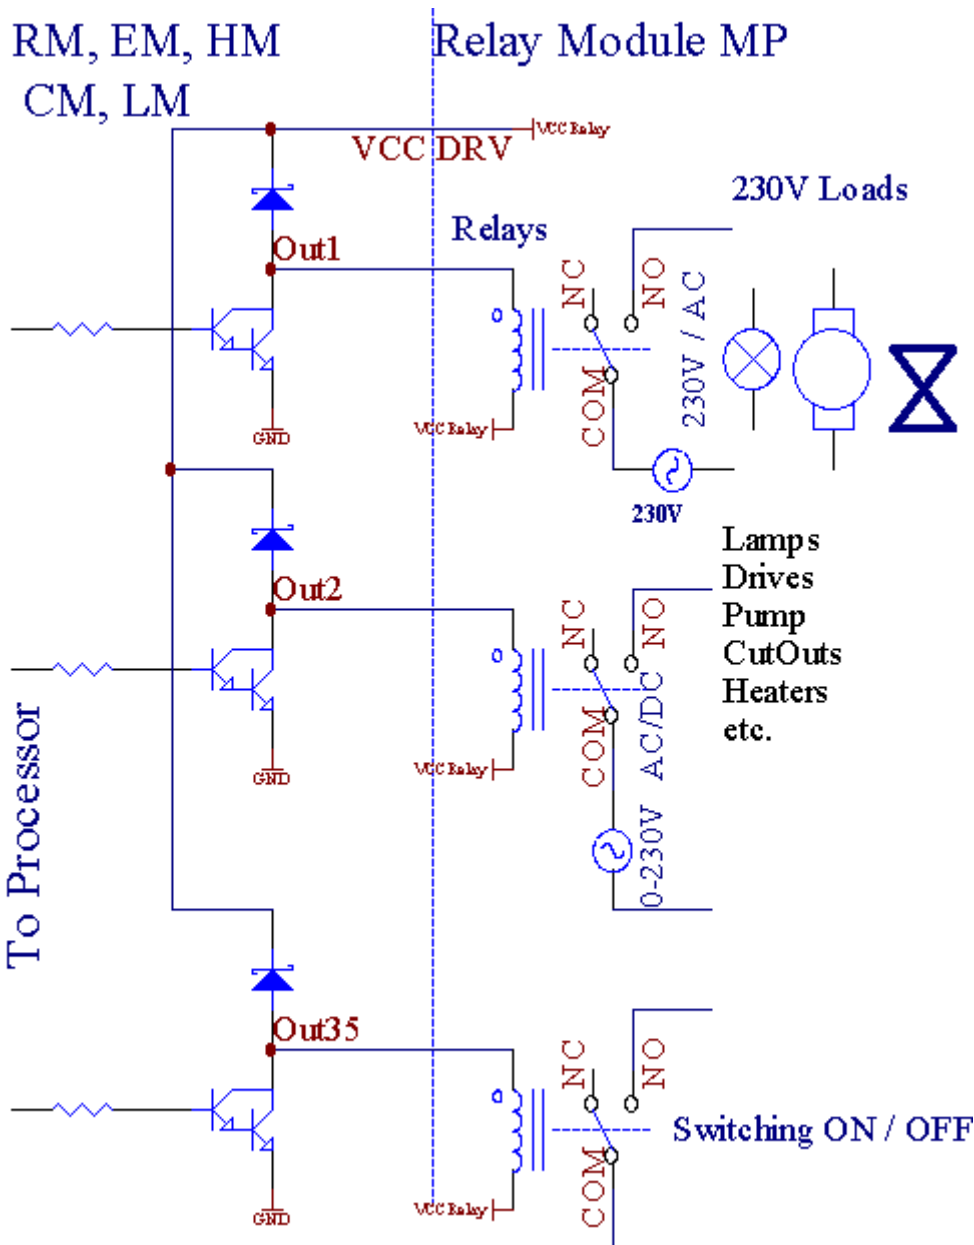 RM, EM, HM
CM, LM
Relay Module MP
VCC DRV
VCC Relay
230V Loads
Relays
Out1
NC
NO
230V / AC
COM
GND
VCC Relay
230V
Lamps
Drives
Pump
CutOuts
Heaters
etc.
Out2
NC
NO
COM
0-230V AC/DC
GND
VCC Relay
To Processor
Out35
NC
NO
COM
Switching ON / OFF
GND
VCC Relay